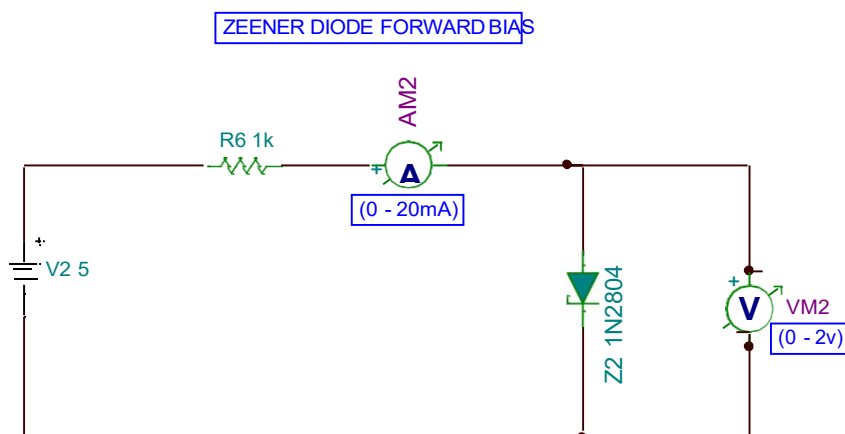 ZEENER DIODE FORWARD BIAS
AM2
R6 1k
+
A
(0 - 20mA)
+
V2 5
Z2 1N2804
+
V
VM2
(0 - 2v)